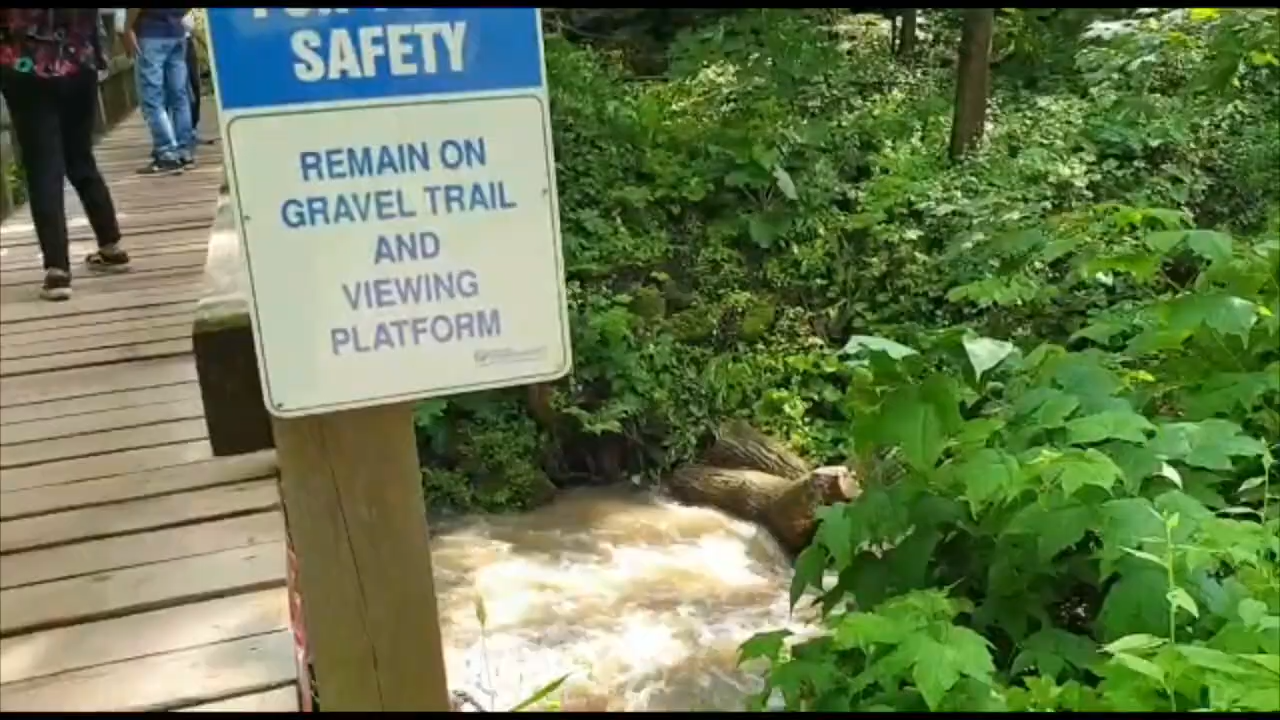 SAFETY
REMAIN ON
GRAVEL TRAIL
AND
VIEWING
PLATFORM